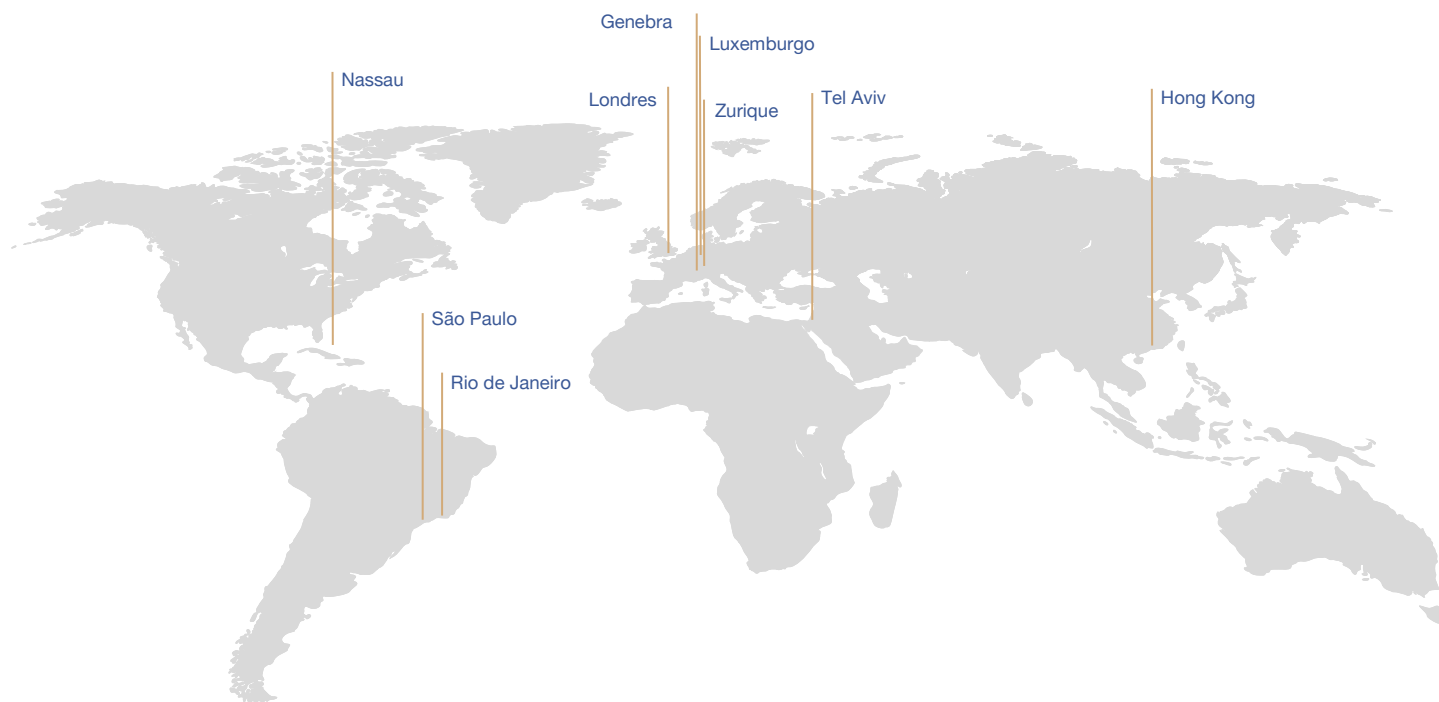 Genebra
Luxemburgo
Nassau
Londres
Zurique
Tel Aviv
Hong Kong
São Paulo
Rio de Janeiro